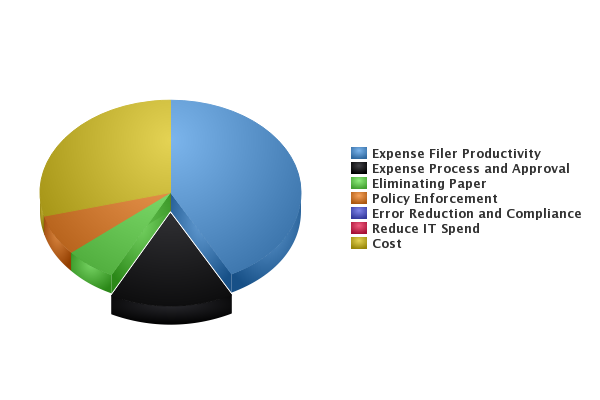 Expense Filer Productivity
Expense Process and Approval
Eliminating Paper
Policy Enforcement
Error Reduction and Compliance
Reduce IT Spend
Cost